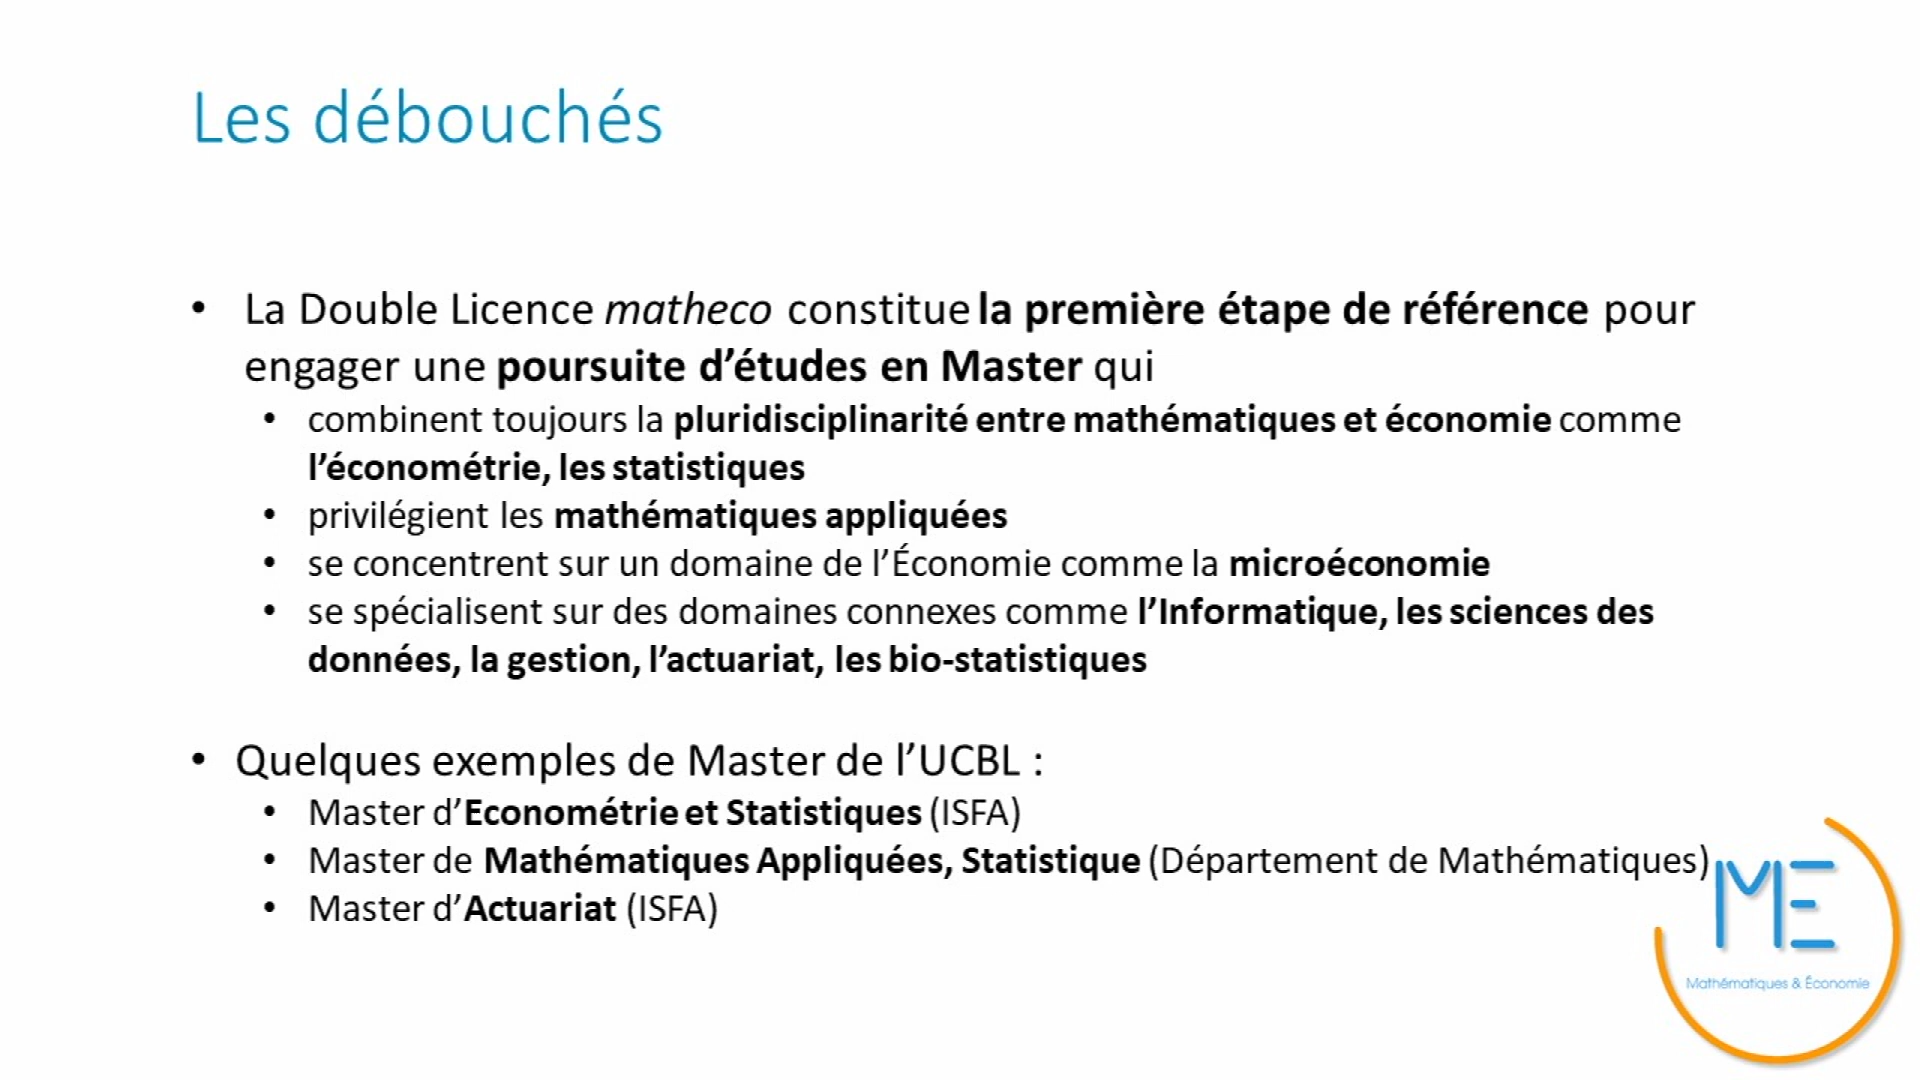 Les débouchés
• La Double Licence matheco constitue la première étape de référence pour
engager une poursuite d’études en Master qui
• combinent toujours la pluridisciplinarité entre mathématiques et économie comme
l’économétrie, les statistiques
• privilégient les mathématiques appliquées
• se concentrent sur un domaine de l’Économie comme la microéconomie
• se spécialisent sur des domaines connexes comme l’Informatique, les sciences des
données, la gestion, l’actuariat, les bio-statistiques
• Quelques exemples de Master de l’UCBL :
• Master d’Econométrie et Statistiques (ISFA)
• Master de Mathématiques Appliquées, Statistique (Département de Mathématiques)
• Master d’Actuariat (ISFA)
ME
Mathématiques & Économie